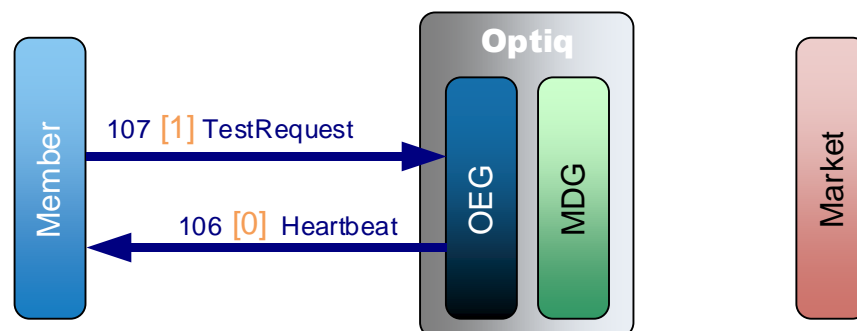 Optiq
Member
107 [1] TestRequest
106 [0] Heartbeat
OEG
MDG
Market